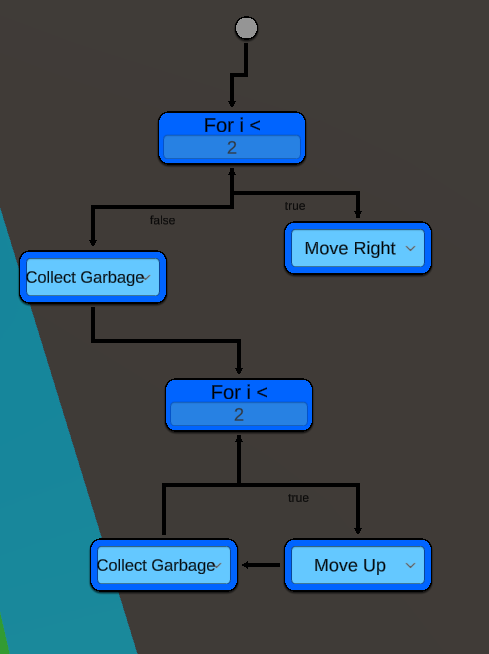 For i <
2
false
true
Move Right
Collect Garbage
For i <
2
true
Collect Garbage
Move Up